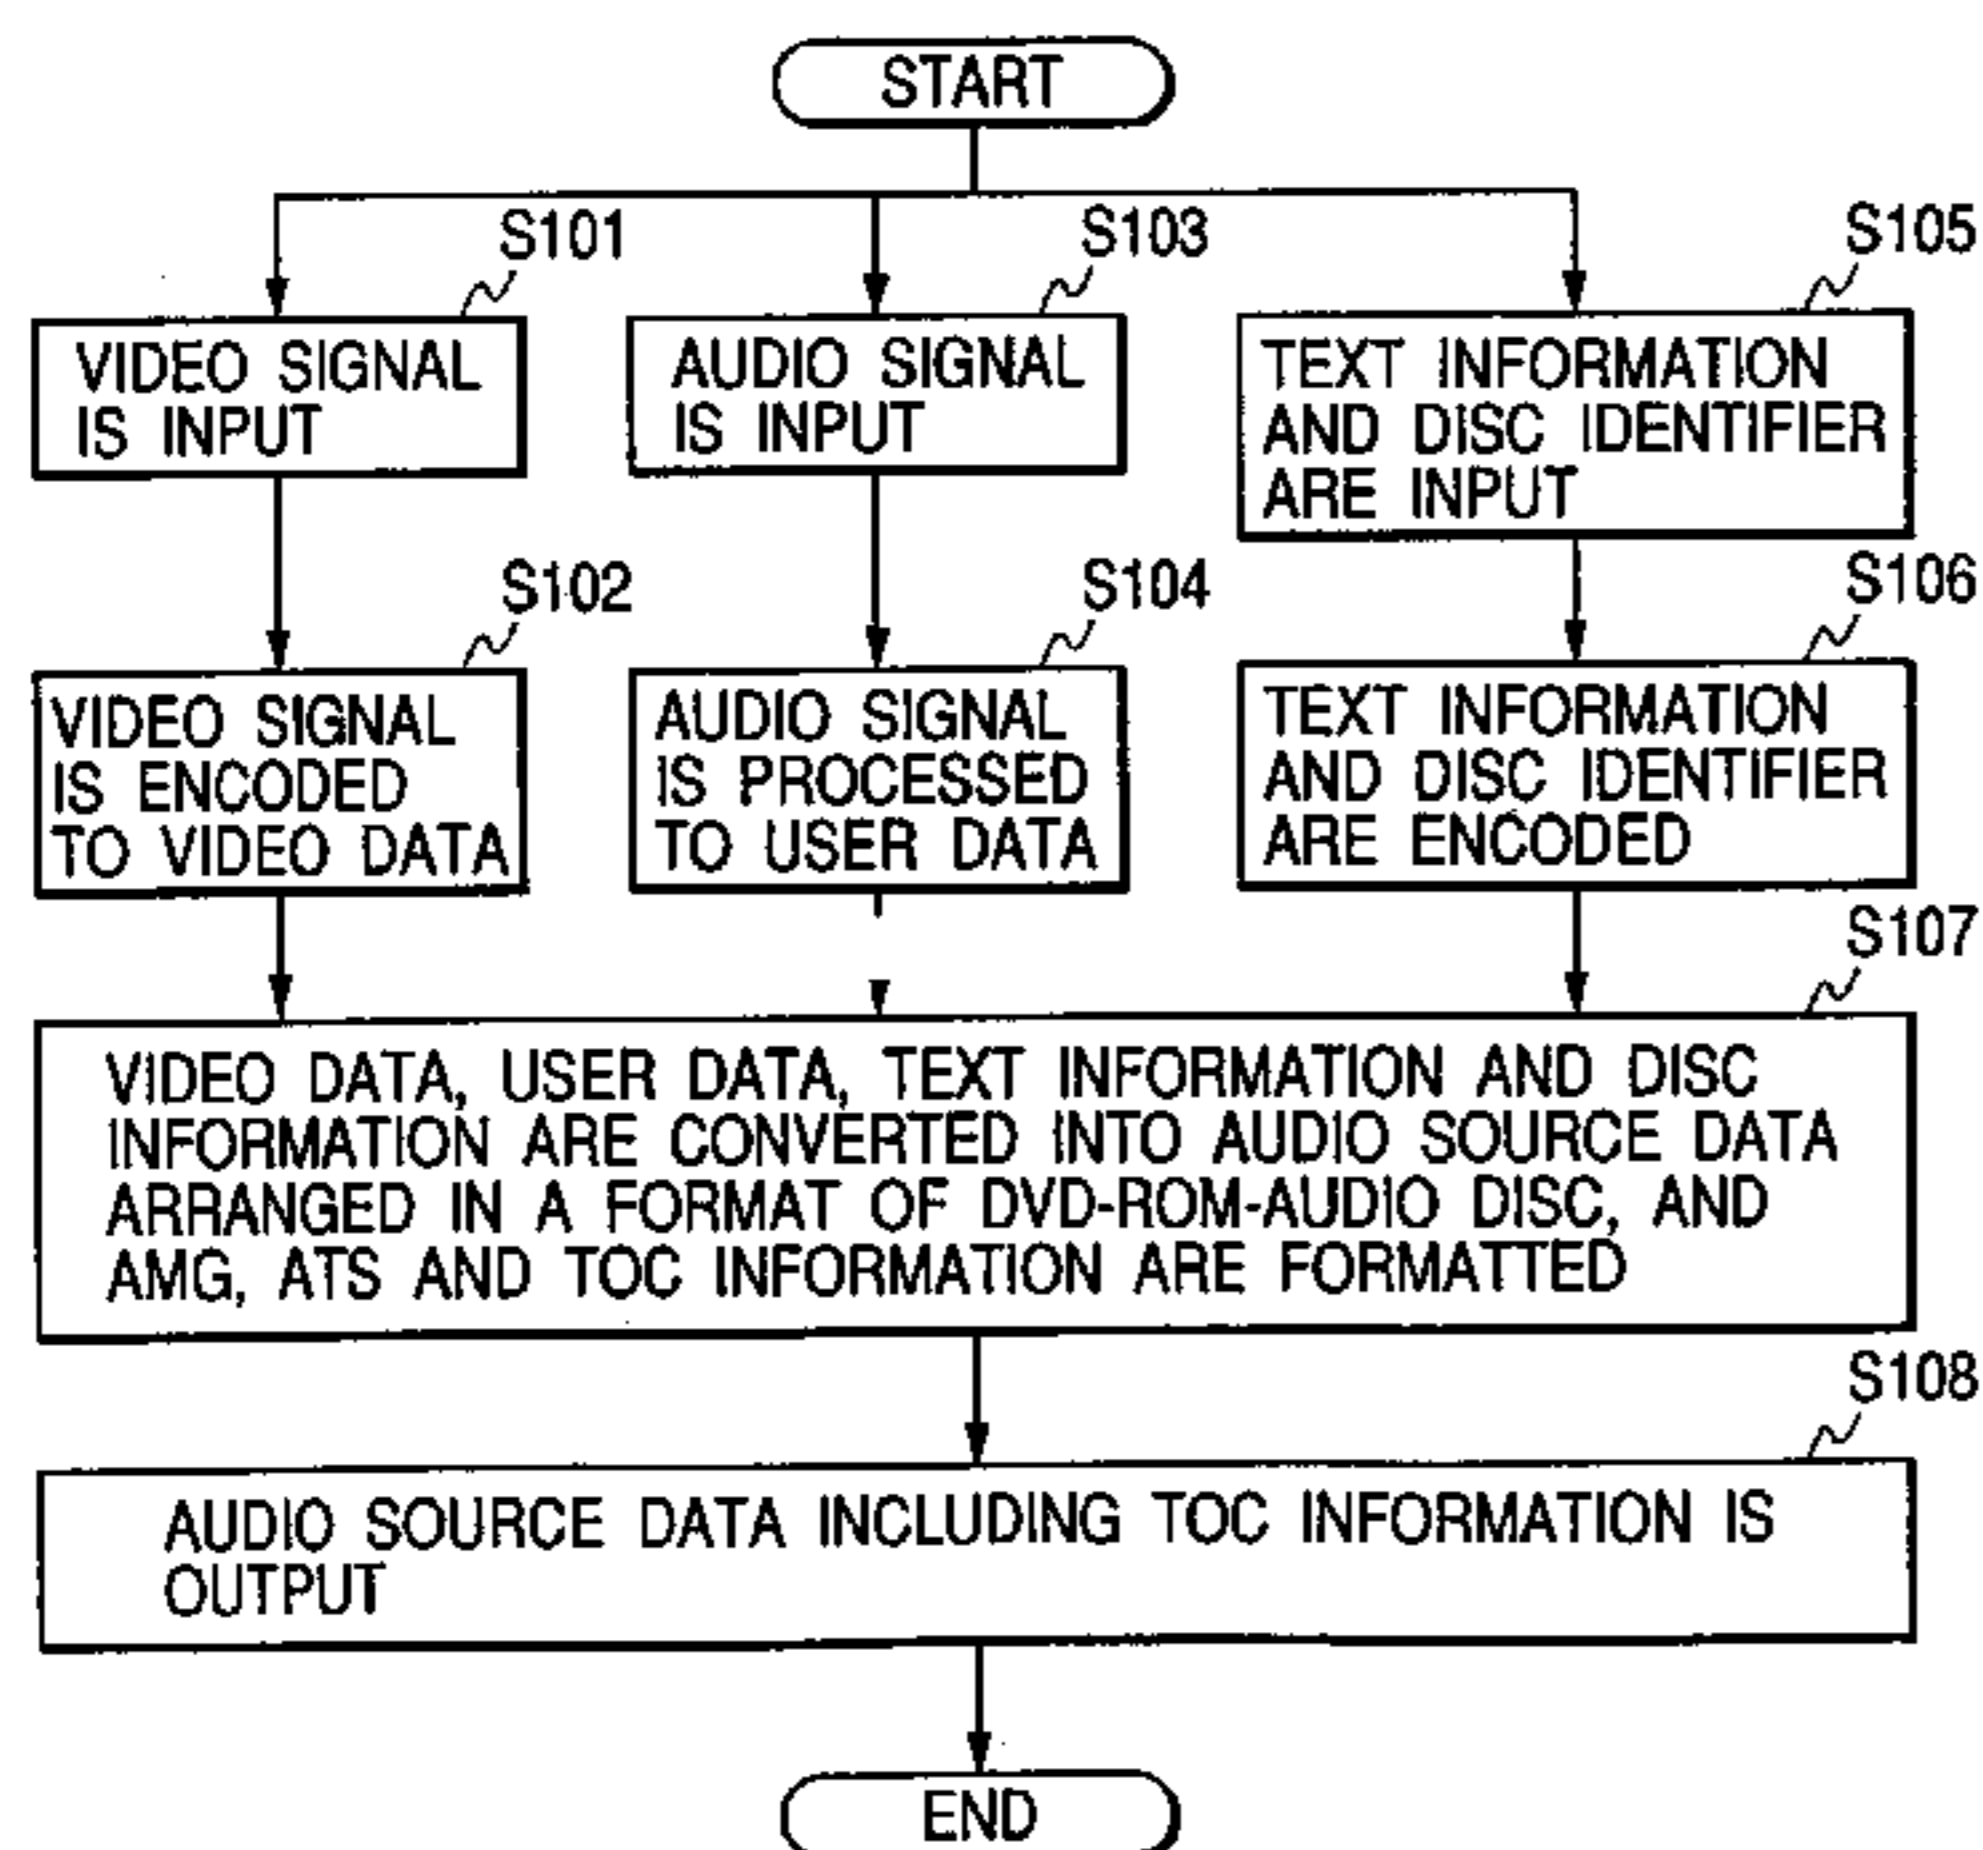 START
S101
VIDEO SIGNAL
IS INPUT
S103
AUDIO SIGNAL
IS INPUT
S105
TEXT INFORMATION
AND DISC IDENTIFIER
ARE INPUT
S102
VIDEO SIGNAL
IS ENCODED
TO VIDEO DATA
S104
AUDIO SIGNAL
IS PROCESSED
TO USER DATA
S106
TEXT INFORMATION
AND DISC IDENTIFIER
ARE ENCODED
S107
VIDEO DATA, USER DATA, TEXT INFORMATION AND DISC
INFORMATION ARE CONVERTED INTO AUDIO SOURCE DATA
ARRANGED IN A FORMAT OF DVD-ROM-AUDIO DISC, AND
AMG, ATS AND TOC INFORMATION ARE FORMATTED
S108
AUDIO SOURCE DATA INCLUDING TOC INFORMATION IS
OUTPUT
END